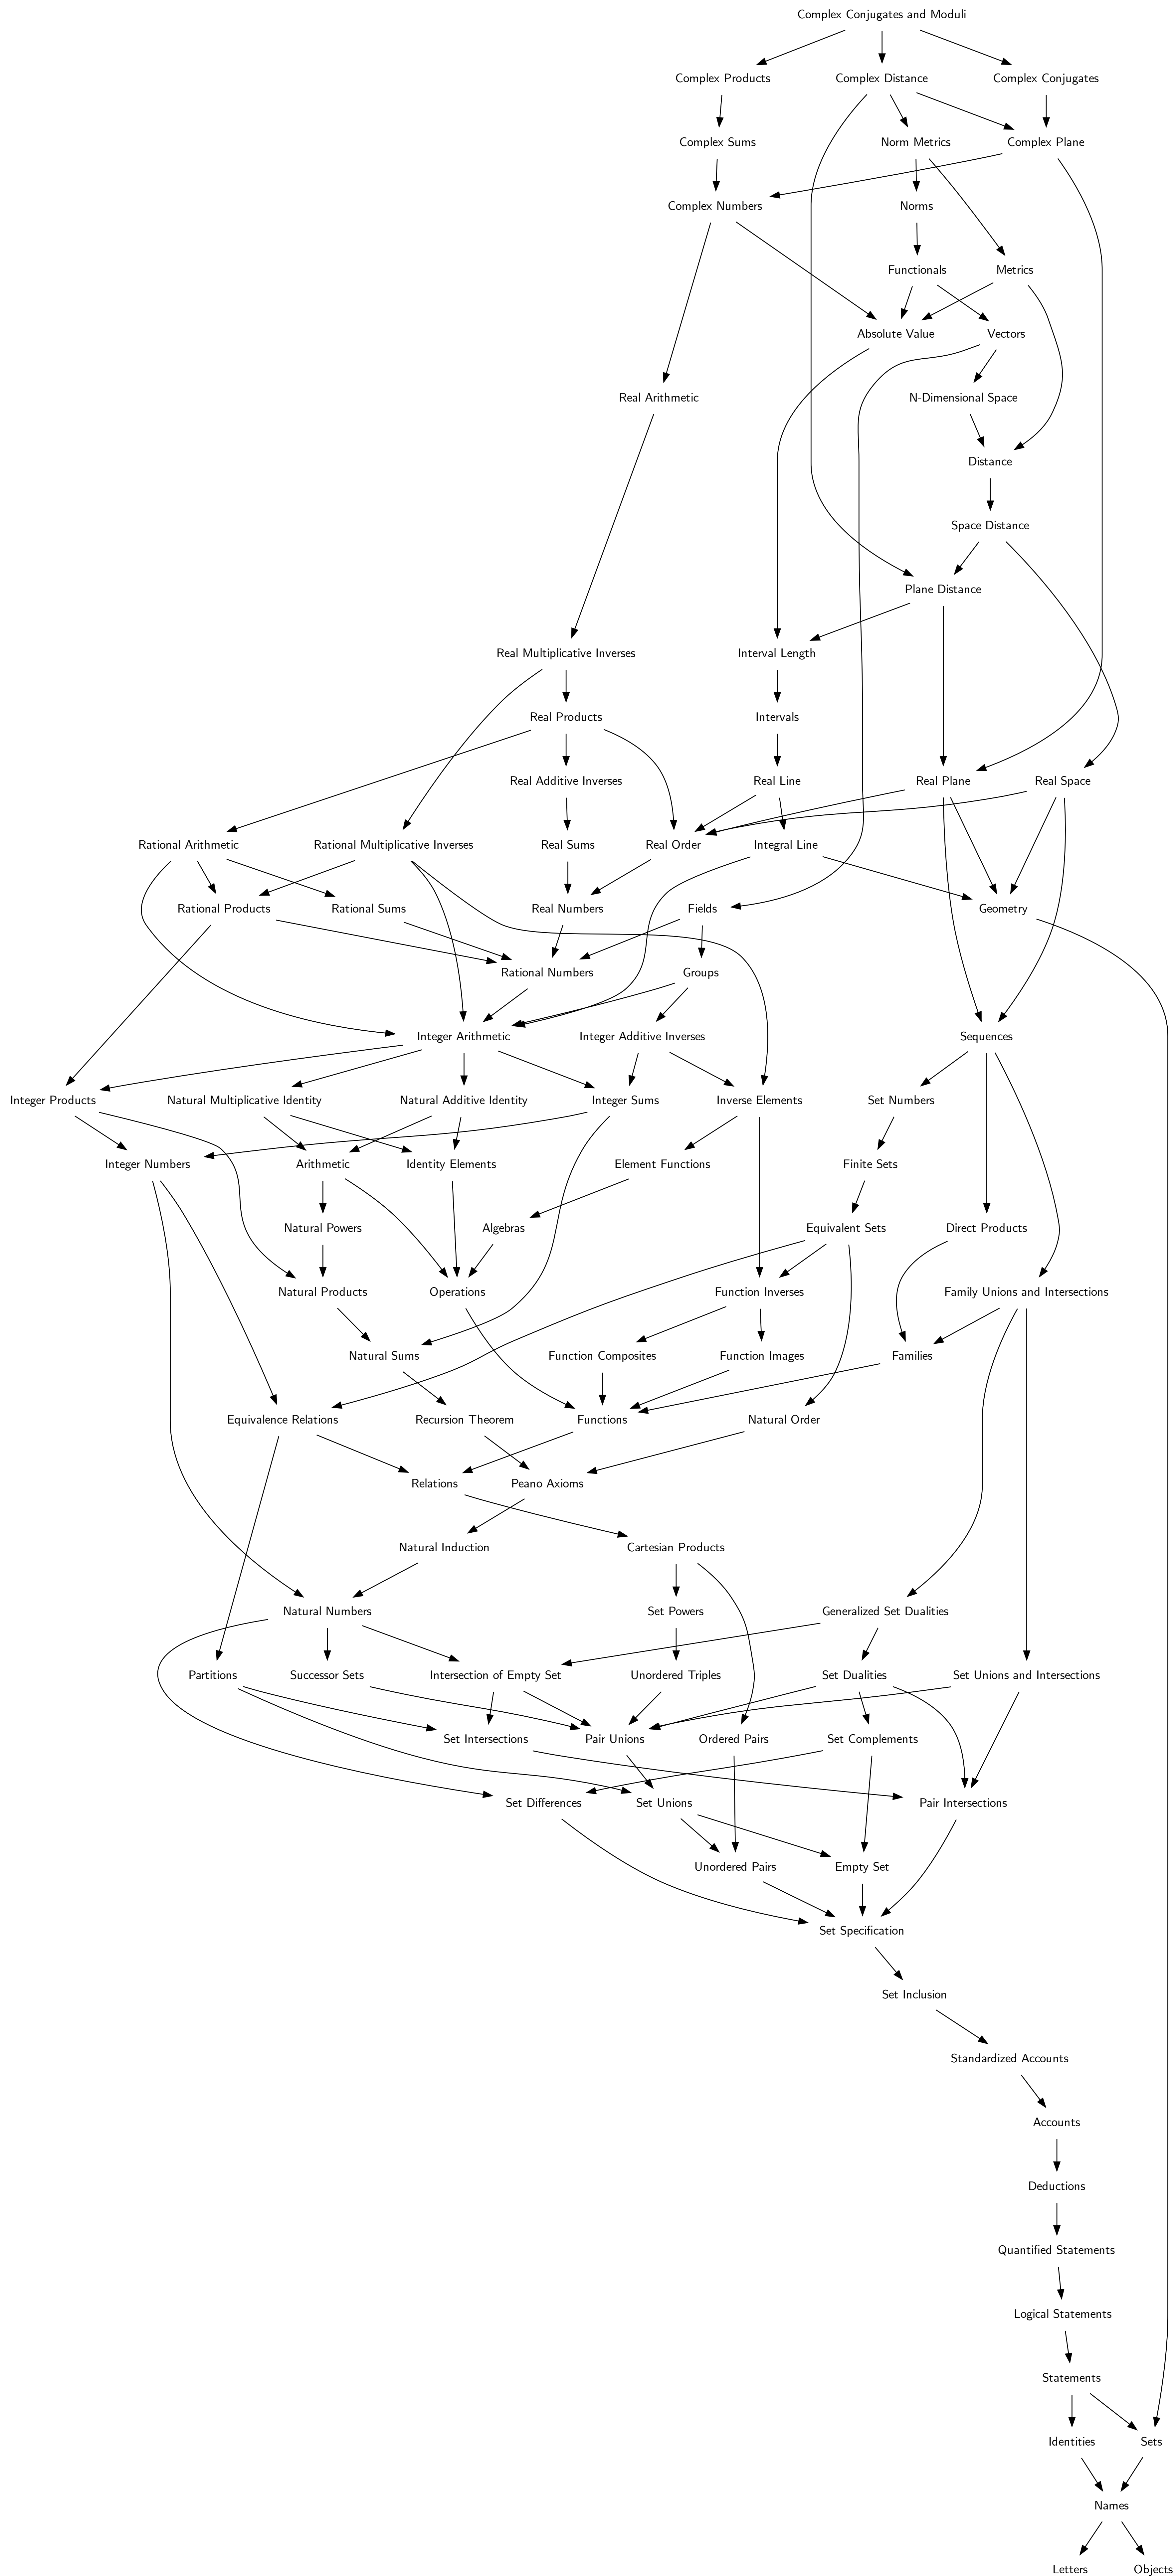 Complex Conjugates and Moduli
Complex Products
Complex Distance
Complex Conjugates
Complex Sums
Norm Metrics
Complex Plane
Complex Numbers
Norms
Functionals
Metrics
Absolute Value
Vectors
Real Arithmetic
N-Dimensional Space
Distance
Space Distance
Plane Distance
Real Multiplicative Inverses
Interval Length
Real Products
Intervals
Real Additive Inverses
Real Line
Real Plane
Real Space
Rational Arithmetic
Rational Multiplicative Inverses
Real Sums
Real Order
Integral Line
Rational Products
Rational Sums
Real Numbers
Fields
Geometry
Rational Numbers
Groups
Integer Arithmetic
Integer Additive Inverses
Sequences
Integer Products
Natural Multiplicative Identity
Natural Additive Identity
Integer Sums
Inverse Elements
Set Numbers
Integer Numbers
Arithmetic
Identity Elements
Element Functions
Finite Sets
Natural Powers
Algebras
Equivalent Sets
Direct Products
Natural Products
Operations
Function Inverses
Family Unions and Intersections
Natural Sums
Function Composites
Function Images
Families
Equivalence Relations
Recursion Theorem
Functions
Natural Order
Relations
Peano Axioms
Natural Induction
Cartesian Products
Natural Numbers
Set Powers
Generalized Set Dualities
Partitions
Successor Sets
Intersection of Empty Set
Unordered Triples
Set Dualities
Set Unions and Intersections
Set Intersections
Pair Unions
Ordered Pairs
Set Complements
Set Differences
Set Unions
Pair Intersections
Unordered Pairs
Empty Set
Set Specification
Set Inclusion
Standardized Accounts
Accounts
Deductions
Quantified Statements
Logical Statements
Statements
Identities
Sets
Names
Letters
Objects